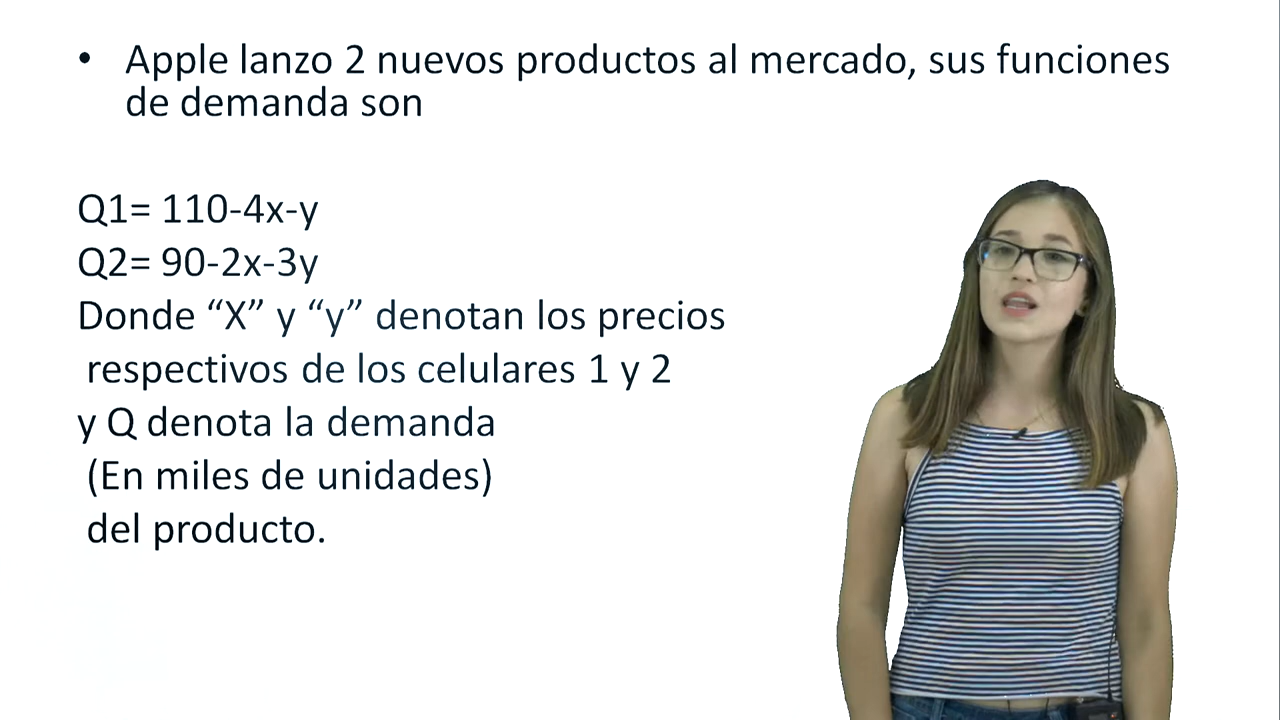 • Apple lanzo 2 nuevos productos al mercado, sus funciones
de demanda son
Q1= 110-4x-y
Q2= 90-2x-3y
Donde “X” y “y” denotan los precios
respectivos de los celulares 1 y 2
y Q denota la demanda
(En miles de unidades)
del producto.